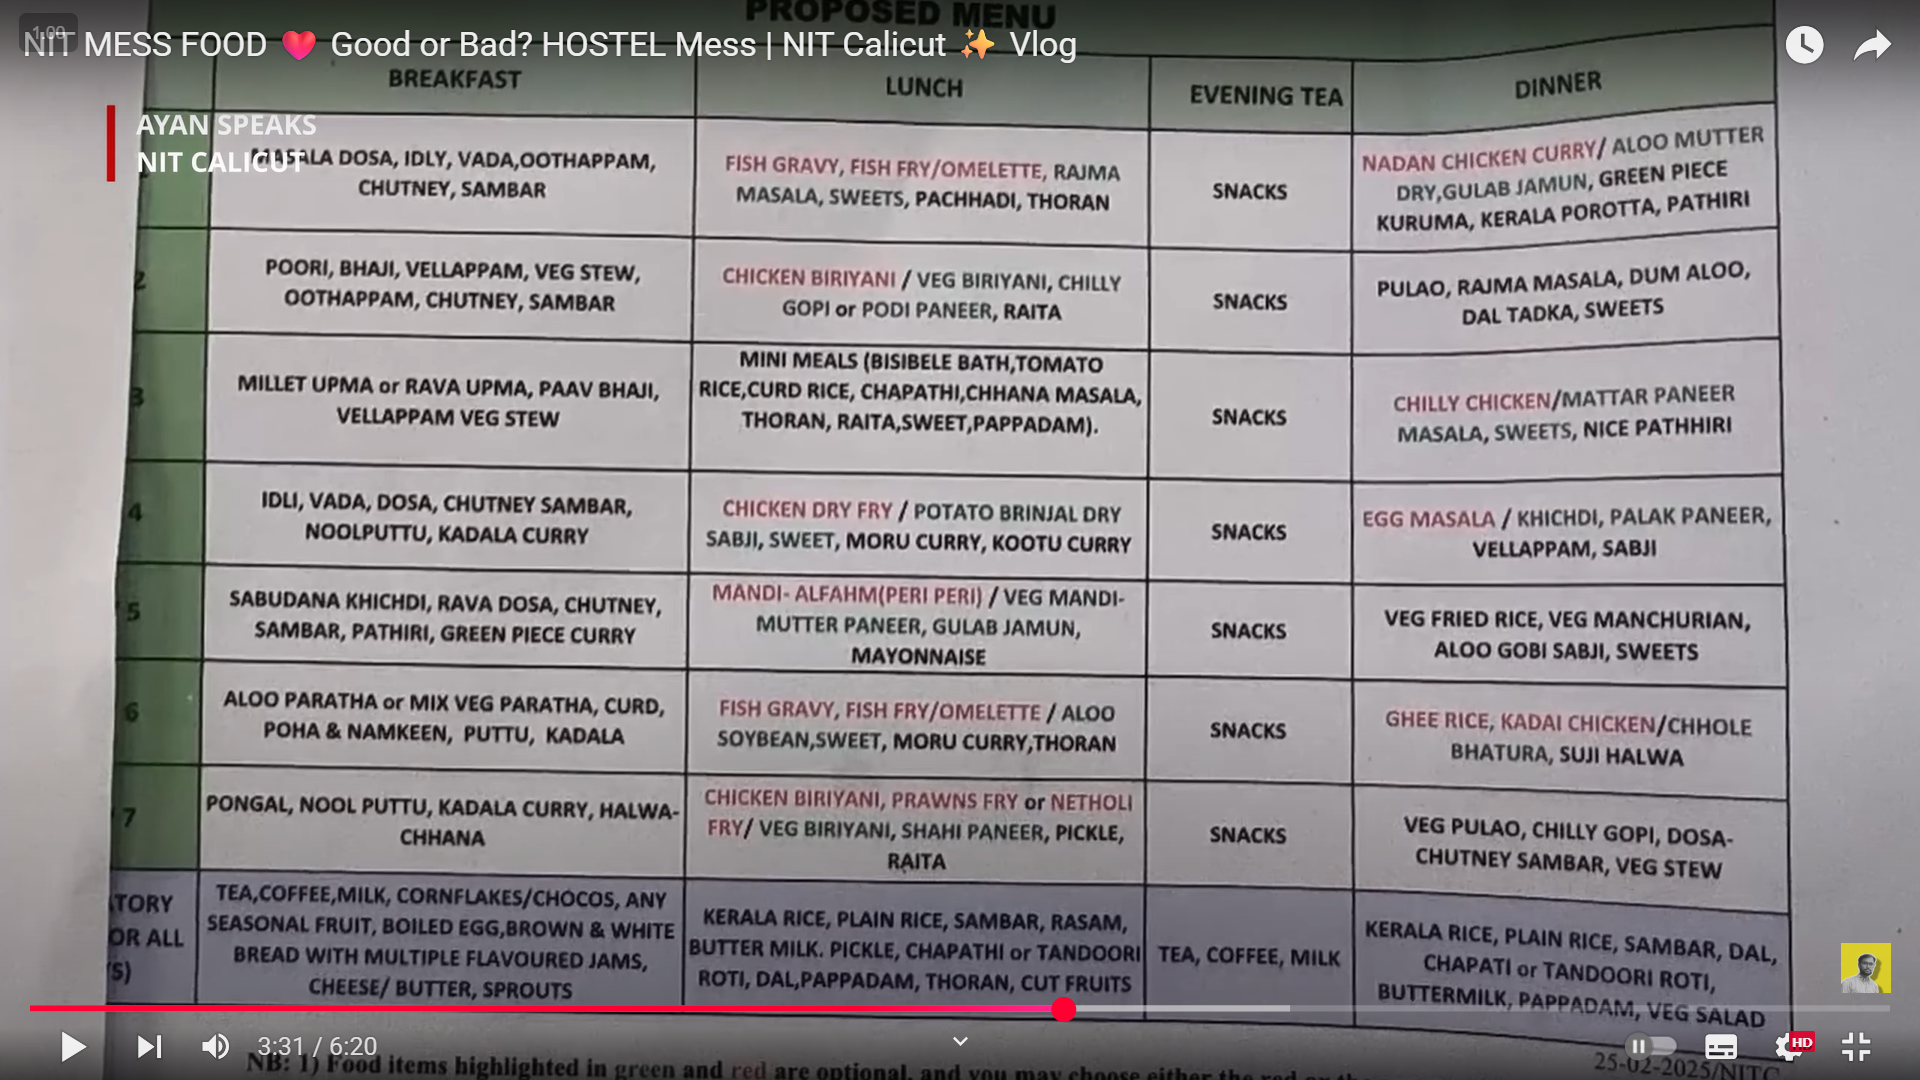 1.00
NIT MESS FOOD 💓 Good or Bad? HOSTEL Mess | NIT Calicut ✨ Vlog
PROPOSED MENU
BREAKFAST
LUNCH
EVENING TEA
DINNER
AYAN SPEAKS
NIT CALICUT
MASALA DOSA, IDLY, VADA,OOTHAPPAM,
CHUTNEY, SAMBAR
FISH GRAVY, FISH FRY/OMELETTE, RAJMA
MASALA, SWEETS, PACHHADI, THORAN
SNACKS
NADAN CHICKEN CURRY/ ALOO MUTTER
DRY,GULAB JAMUN, GREEN PIECE
KURUMA, KERALA POROTTA, PATHIRI
2
POORI, BHAJI, VELLAPPAM, VEG STEW,
OOTHAPPAM, CHUTNEY, SAMBAR
CHICKEN BIRIYANI / VEG BIRIYANI, CHILLY
GOPI or PODI PANEER, RAITA
SNACKS
PULAO, RAJMA MASALA, DUM ALOO,
DAL TADKA, SWEETS
3
MILLET UPMA or RAVA UPMA, PAAV BHAJI,
VELLAPPAM VEG STEW
MINI MEALS (BISIBELE BATH,TOMATO
RICE,CURD RICE, CHAPATHI,CHHANA MASALA,
THORAN, RAITA,SWEET,PAPPADAM).
SNACKS
CHILLY CHICKEN/MATTAR PANEER
MASALA, SWEETS, NICE PATHHIRI
4
IDLI, VADA, DOSA, CHUTNEY SAMBAR,
NOOLPUTTU, KADALA CURRY
CHICKEN DRY FRY / POTATO BRINJAL DRY
SABJI, SWEET, MORU CURRY, KOOTU CURRY
SNACKS
EGG MASALA / KHICHDI, PALAK PANEER,
VELLAPPAM, SABJI
5
SABUDANA KHICHDI, RAVA DOSA, CHUTNEY,
SAMBAR, PATHIRI, GREEN PIECE CURRY
MANDI- ALFAHM(PERI PERI) / VEG MANDI-
MUTTER PANEER, GULAB JAMUN,
MAYONNAISE
SNACKS
VEG FRIED RICE, VEG MANCHURIAN,
ALOO GOBI SABJI, SWEETS
6
ALOO PARATHA or MIX VEG PARATHA, CURD,
POHA & NAMKEEN, PUTTU, KADALA
FISH GRAVY, FISH FRY/OMELETTE / ALOO
SOYBEAN,SWEET, MORU CURRY,THORAN
SNACKS
GHEE RICE, KADAI CHICKEN/CHHOLE
BHATURA, SUJI HALWA
7
PONGAL, NOOL PUTTU, KADALA CURRY, HALWA-
CHHANA
CHICKEN BIRIYANI, PRAWNS FRY or NETHOLI
FRY/ VEG BIRIYANI, SHAHI PANEER, PICKLE,
RAITA
SNACKS
VEG PULAO, CHILLY GOPI, DOSA-
CHUTNEY SAMBAR, VEG STEW
TORY
OR ALL
S)
TEA,COFFEE,MILK, CORNFLAKES/CHOCOS, ANY
SEASONAL FRUIT, BOILED EGG,BROWN & WHITE
BREAD WITH MULTIPLE FLAVOURED JAMS,
CHEESE/ BUTTER, SPROUTS
KERALA RICE, PLAIN RICE, SAMBAR, RASAM,
BUTTER MILK. PICKLE, CHAPATHI or TANDOORI
ROTI, DAL,PAPPADAM, THORAN, CUT FRUITS
TEA, COFFEE, MILK
KERALA RICE, PLAIN RICE, SAMBAR, DAL,
CHAPATI or TANDOORI ROTI,
BUTTERMILK, PAPPADAM, VEG SALAD
3:31 / 6:20
HD
NB: 1) Food items highlighted in green and red are optional, and you may choose either the red or
25-02-2025/NITC